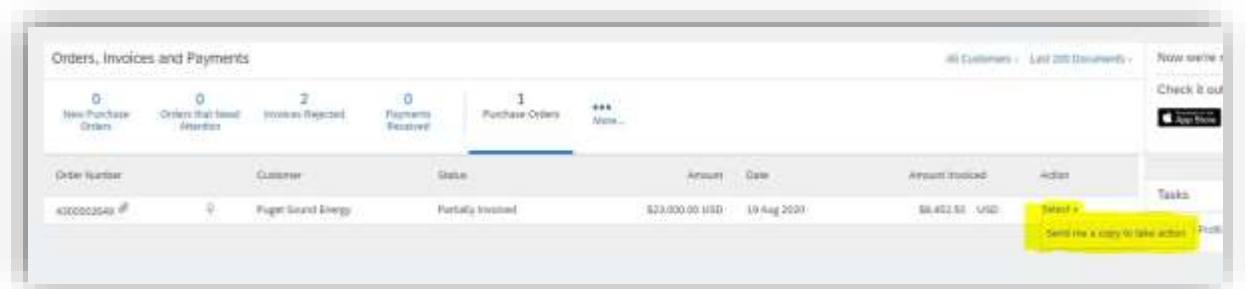 Orders, Invoices and Payments
All Customers
Last 200 Documents
Now we're
Check it out
App Store
0
New Purchase
Orders
0
Orders that Need
Attention
2
Invoices Rejected
0
Payments
Received
1
Purchase Orders
More...
Order Number Customer Status Amount Date Amount Invoiced Action
Puget Sound Energy Partally Invoiced $23,000.00 USD 19 Aug 2020 USD Select
Send me a copy to take action
Tasks